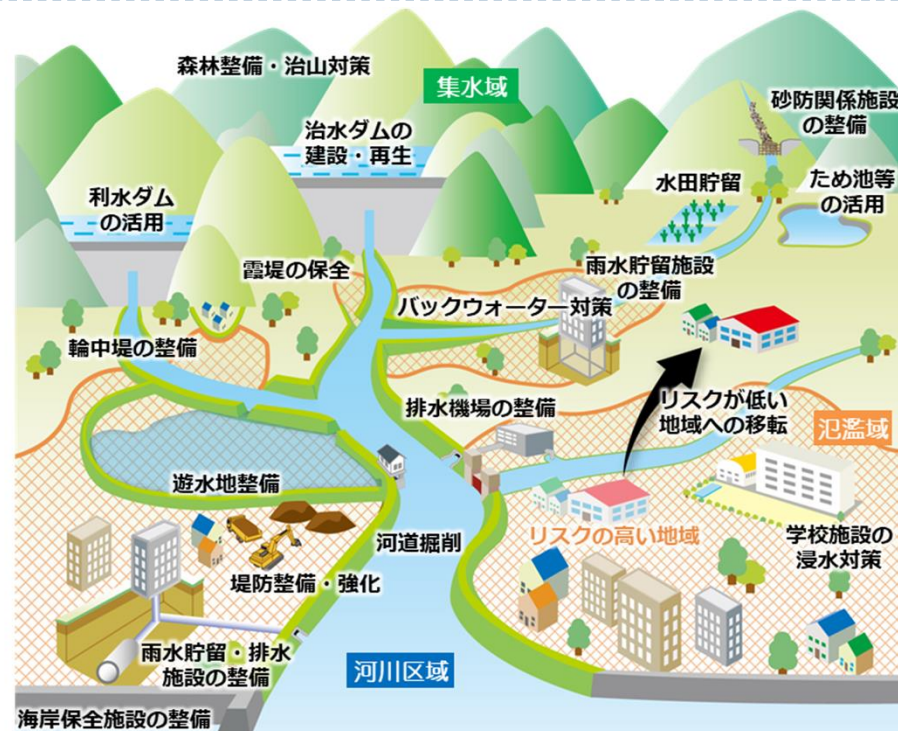 森林整備・治山対策
集水域
砂防関係施設
の整備
治水ダムの
建設・再生
水田貯留
ため池等
の活用
利水ダム
の活用
霞堤の保全
雨水貯留施設
の整備
バックウォーター対策
輪中堤の整備
排水機場の整備
リスクが低い
地域への移転
氾濫域
遊水地整備
リスクの高い地域
学校施設の
浸水対策
河道掘削
堤防整備・強化
雨水貯留・排水
施設の整備
河川区域
海岸保全施設の整備